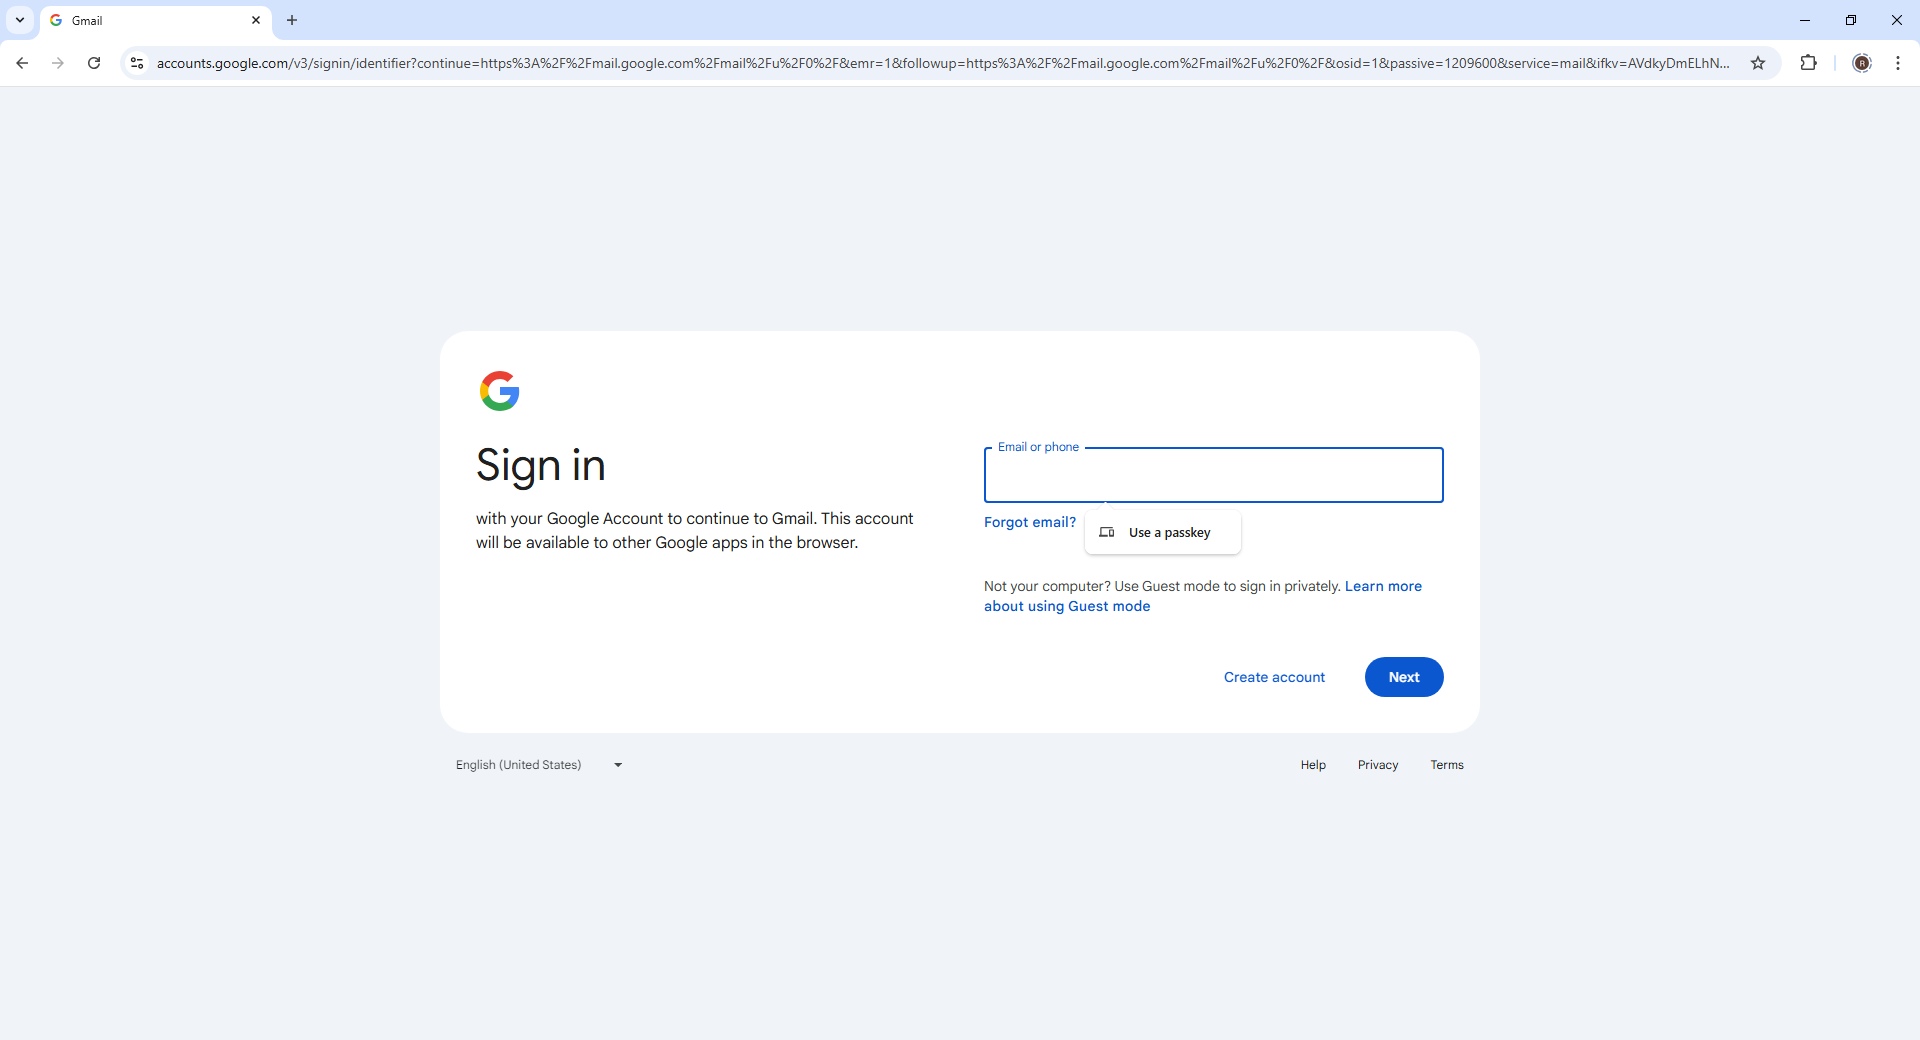 Gmail
accounts.google.com/v3/signin/identifier?continue=https%3A%2F%2Fmail.google.com%2Fmail%2Fu%2F0%2F&emr=1&followup=https%3A%2F%2Fmail.google.com%2Fmail%2Fu%2F0%2F&osid=1&passive=1209600&service=mail&ifkv=AVdkyDmELhN...
R
Sign in
with your Google Account to continue to Gmail. This account
will be available to other Google apps in the browser.
Email or phone
Forgot email?
Use a passkey
Not your computer? Use Guest mode to sign in privately. Learn more
about using Guest mode
Create account
Next
English (United States)
Help
Privacy
Terms